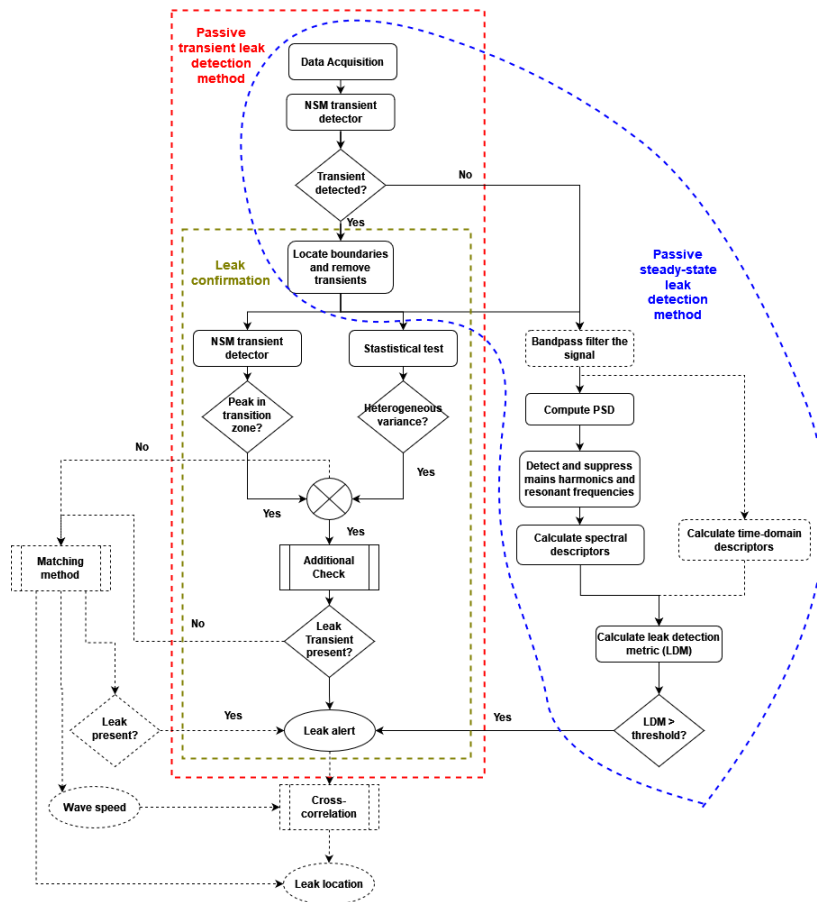 Passive
transient leak
detection
method
Data Acquisition
NSM transient
detector
Transient
detected?
No
Yes
Leak
confirmation
Locate boundaries
and remove
transients
Passive
steady-state
leak
detection
method
NSM transient
detector
Stastistical test
Bandpass filter the
signal
Peak in
transition
zone?
Heterogeneous
variance?
Compute PSD
No
Yes
Yes
Detect and suppress
mains harmonics and
resonant frequencies
Yes
Matching
method
Additional
Check
Calculate spectral
descriptors
Calculate time-domain
descriptors
No
Leak
Transient
present?
Calculate leak detection
metric (LDM)
Leak
present?
Yes
Leak alert
Yes
LDM >
threshold?
Wave speed
Cross-
correlation
Leak location